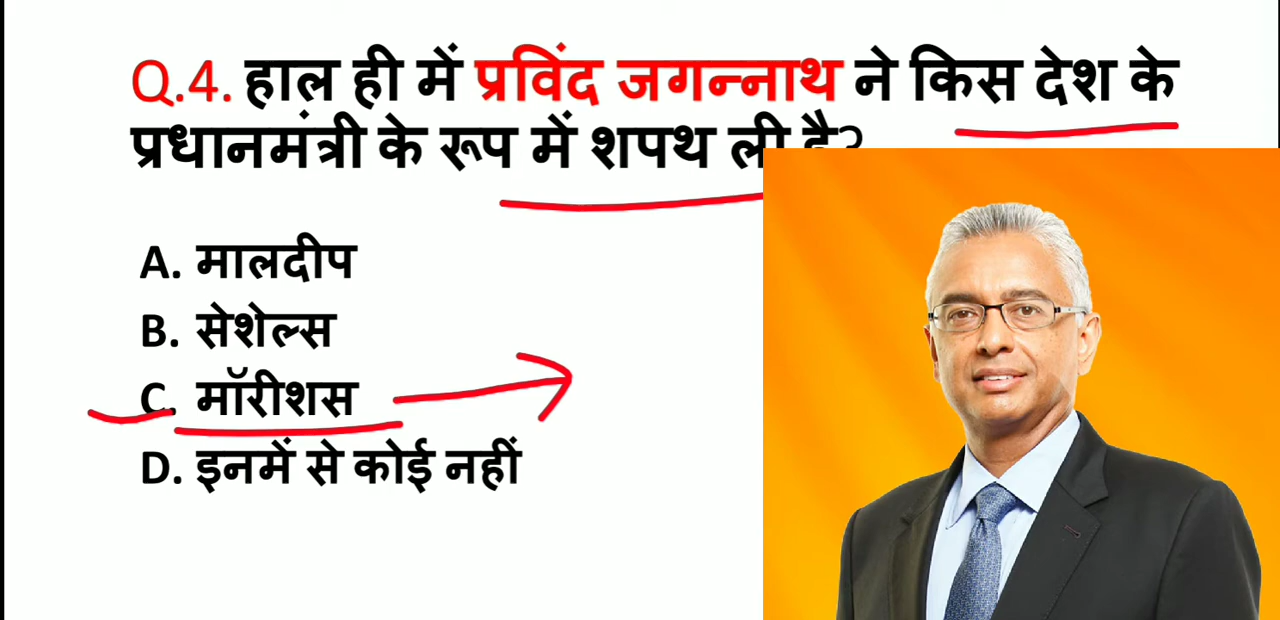 Q.4. हाल ही में प्रविंद जगन्नाथ ने किस देश के
प्रधानमंत्री के रूप में शपथ ली है?
A. मालदीप
B. सेशेल्स
C. मॉरीशस
D. इनमें से कोई नहीं